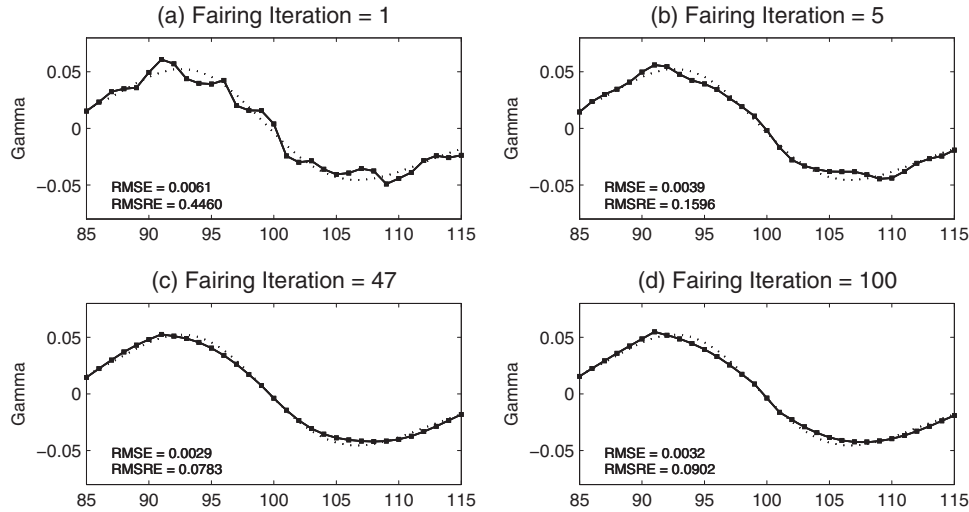 (a) Fairing Iteration = 1
0.05
0
−0.05
Gamma
RMSE = 0.0061
RMSRE = 0.4460
85 90 95 100 105 110 115
(b) Fairing Iteration = 5
0.05
0
−0.05
Gamma
RMSE = 0.0039
RMSRE = 0.1596
85 90 95 100 105 110 115
(c) Fairing Iteration = 47
0.05
0
−0.05
Gamma
RMSE = 0.0029
RMSRE = 0.0783
85 90 95 100 105 110 115
(d) Fairing Iteration = 100
0.05
0
−0.05
Gamma
RMSE = 0.0032
RMSRE = 0.0902
85 90 95 100 105 110 115